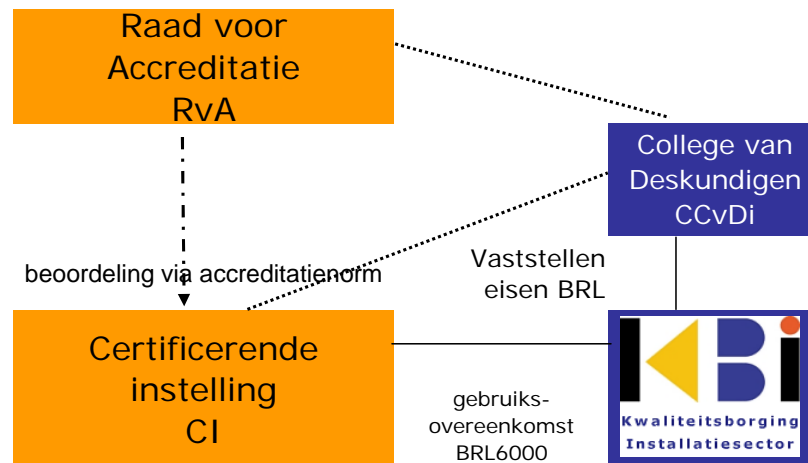 Raad voor
Accreditatie
RvA
College van
Deskundigen
CCvDi
beoordeling via accreditatienorm
Vaststellen
eisen BRL
Certificerende
instelling
CI
gebruiks-
overeenkomst
BRL6000
KBi
Kwaliteitsborging
Installatiesector